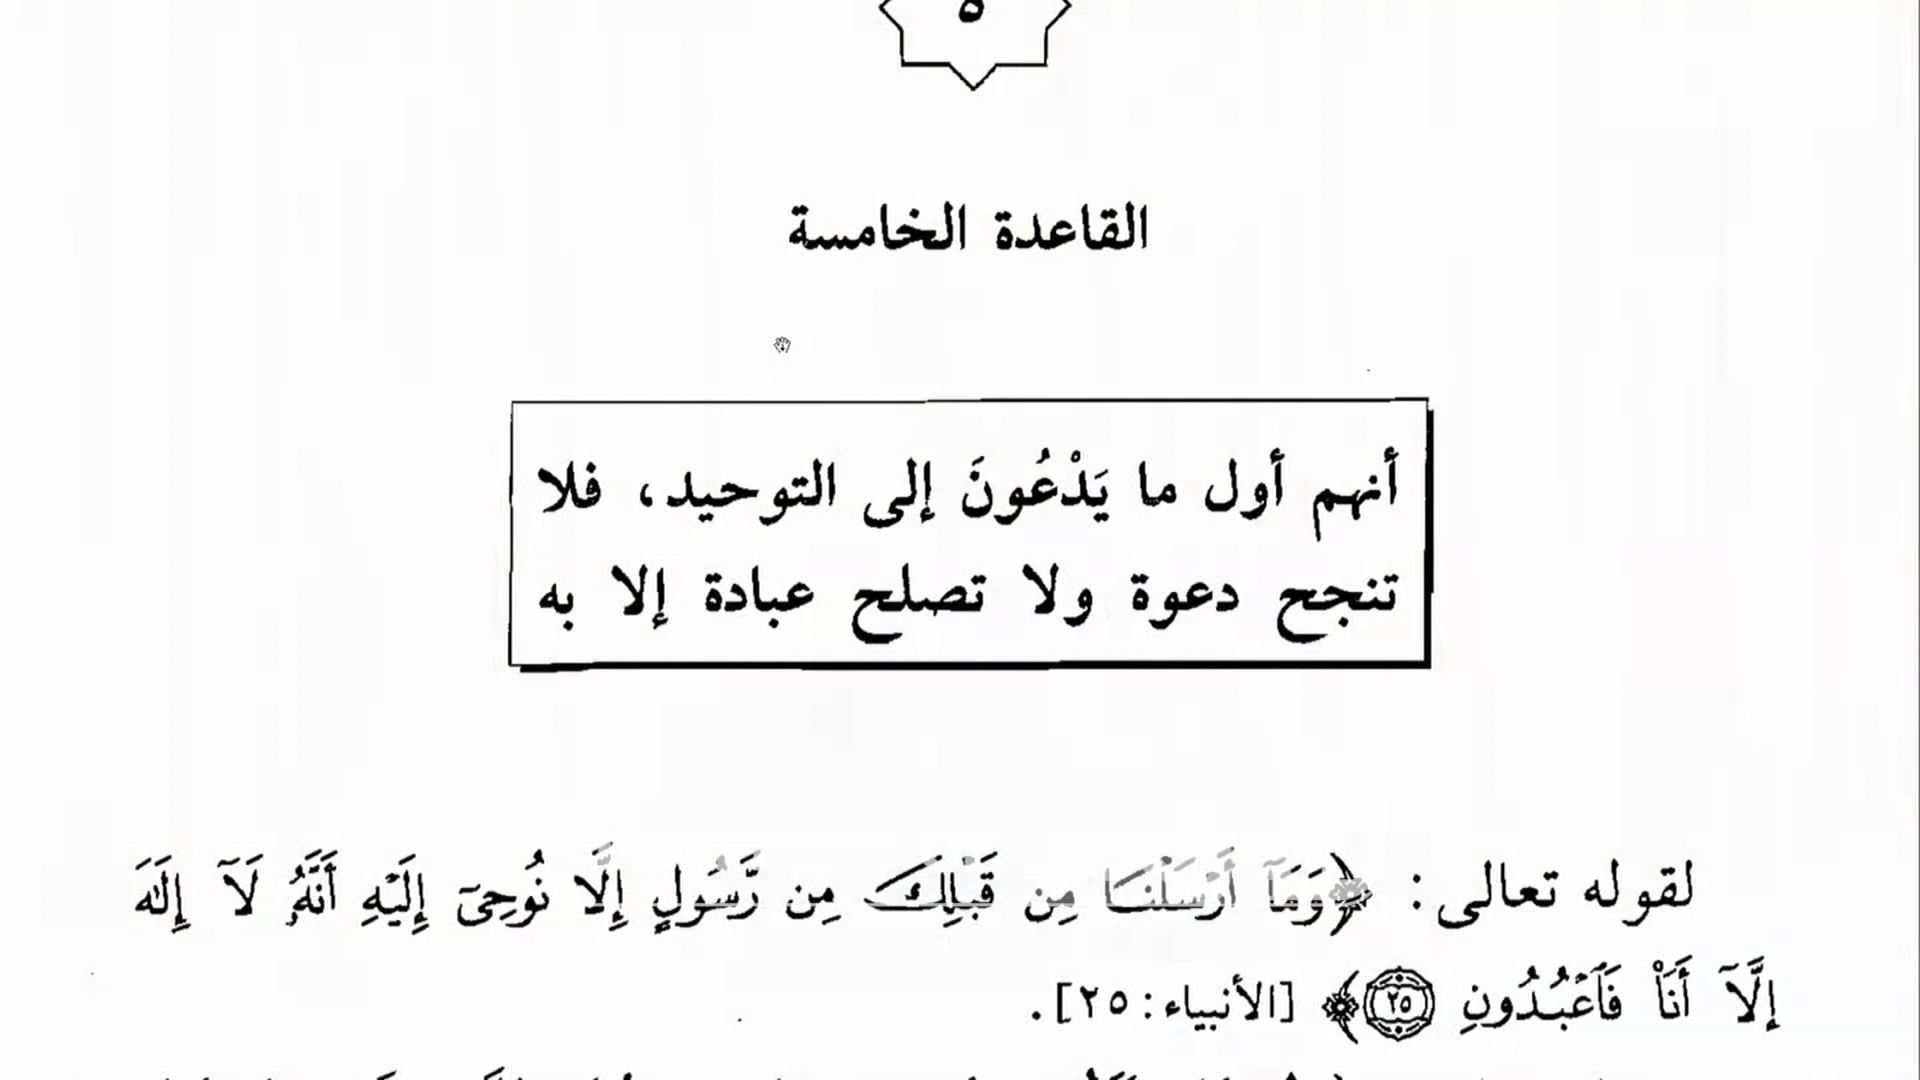 ٥
القاعدة الخامسة
أنهم أول ما يَدْعُونَ إلى التوحيد، فلا
تنجح دعوة ولا تصلح عبادة إلا به
لقوله تعالى: ﴿وَمَآ أَرْسَلْنَا مِن قَبْلِكَ مِن رَّسُولٍ إِلَّا نُوحِىٓ إِلَيْهِ أَنَّهُۥ لَآ إِلَٰهَ
إِلَّآ أَنَا۠ فَٱعْبُدُونِ ٢٥﴾ [الأنبياء: ٢٥].